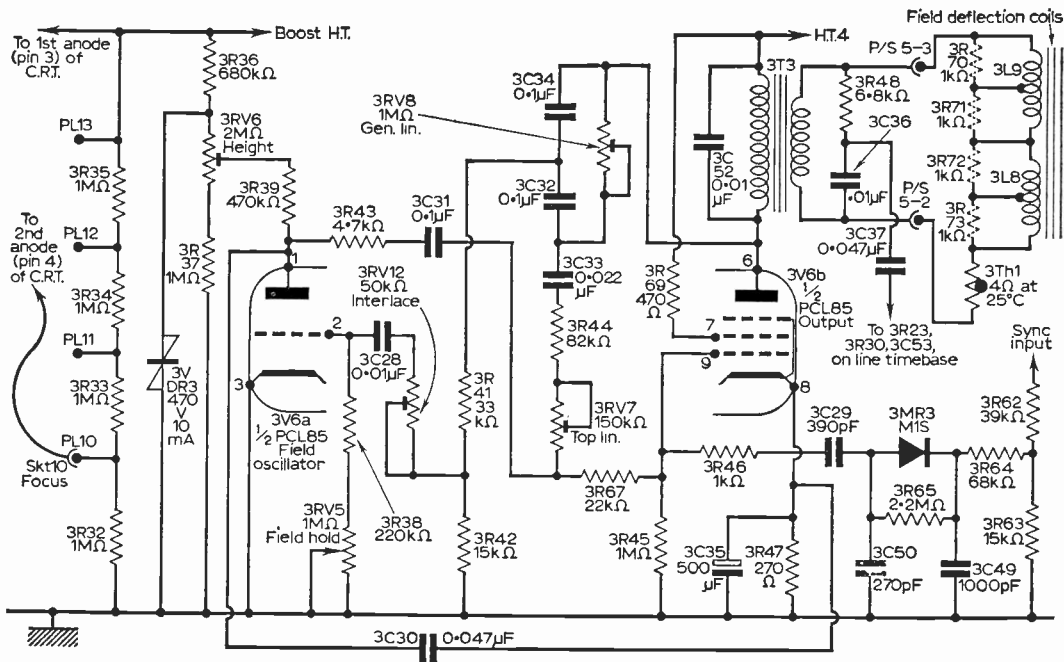 To 1st anode
(pin 3) of
C.R.T.
Boost H.T.
3R36
680kΩ
PL13
3RV6
2MΩ
Height
3R35
1MΩ
3R39
470kΩ
To
2nd
anode
(pin 4)
of C.R.T.
PL12
3R
37
1MΩ
3R34
1MΩ
PL11
3R33
1MΩ
3V
DR3
470
V
10
mA
PL10
Skt10
Focus
3R32
1MΩ
1
2
3
3V6a
½ PCL85
Field
oscillator
3R43
4·7kΩ
3C31
0·1µF
3RV12
50kΩ
Interlace
3C28
0·01µF
3RV5
1MΩ
Field hold
3R38
220kΩ
3C34
0·1µF
3RV8
1MΩ
Gen. lin.
3C32
0·1µF
3C33
0·022
µF
3R44
82kΩ
3R
41
33
kΩ
3RV7
150kΩ
Top lin.
3R42
15kΩ
3R67
22kΩ
3R45
1MΩ
3C30
0·047µF
H.T.4
3T3
3C
52
0·01
µF
3R
69
470
Ω
6
3V6b
½
PCL85
Output
7
9
8
3R46
1kΩ
3C35
500
µF
3R47
270
Ω
3C29
390pF
3MR3
M1S
3R65
2·2MΩ
3C50
270pF
3C49
1000pF
3R64
68kΩ
3R62
39kΩ
3R63
15kΩ
Sync
input
Field deflection coils
P/S 5-3
3R48
6·8kΩ
3C36
·01µF
P/S
5-2
3C37
0·047µF
To 3R23,
3R30,3C53,
on line timebase
3R
70
1kΩ
3R71
1kΩ
3R72
1kΩ
3R
73
1kΩ
3L9
3L8
3Th1
4Ω at
25°C